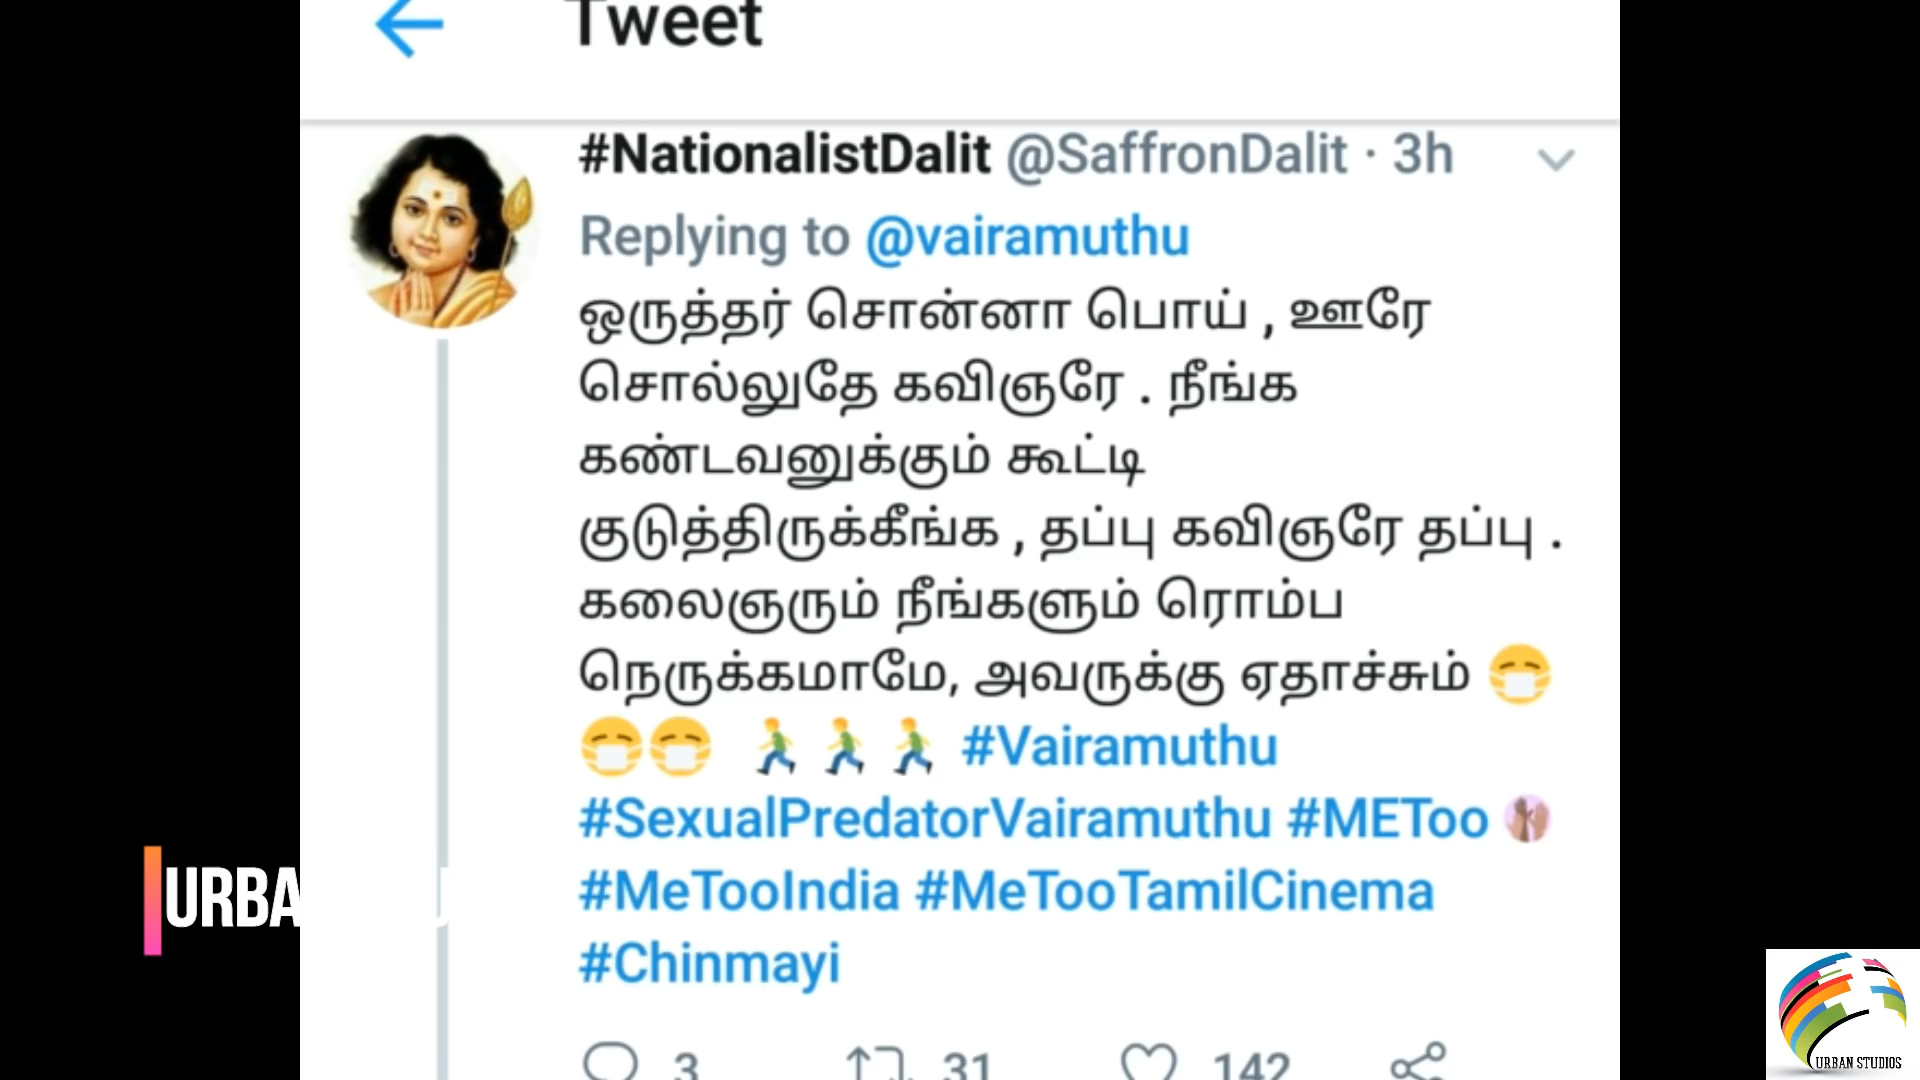 Tweet
#NationalistDalit @SaffronDalit · 3h
Replying to @vairamuthu
ஒருத்தர் சொன்னா பொய் , ஊரே
சொல்லுதே கவிஞரே . நீங்க
கண்டவனுக்கும் கூட்டி
குடுத்திருக்கீங்க , தப்பு கவிஞரே தப்பு .
கலைஞரும் நீங்களும் ரொம்ப
நெருக்கமாமே, அவருக்கு ஏதாச்சும் 😷
😷😷 🏃🏃🏃 #Vairamuthu
#SexualPredatorVairamuthu #METoo
#MeTooIndia #MeTooTamilCinema
#Chinmayi
3 31 142
URBAN STUDIOS